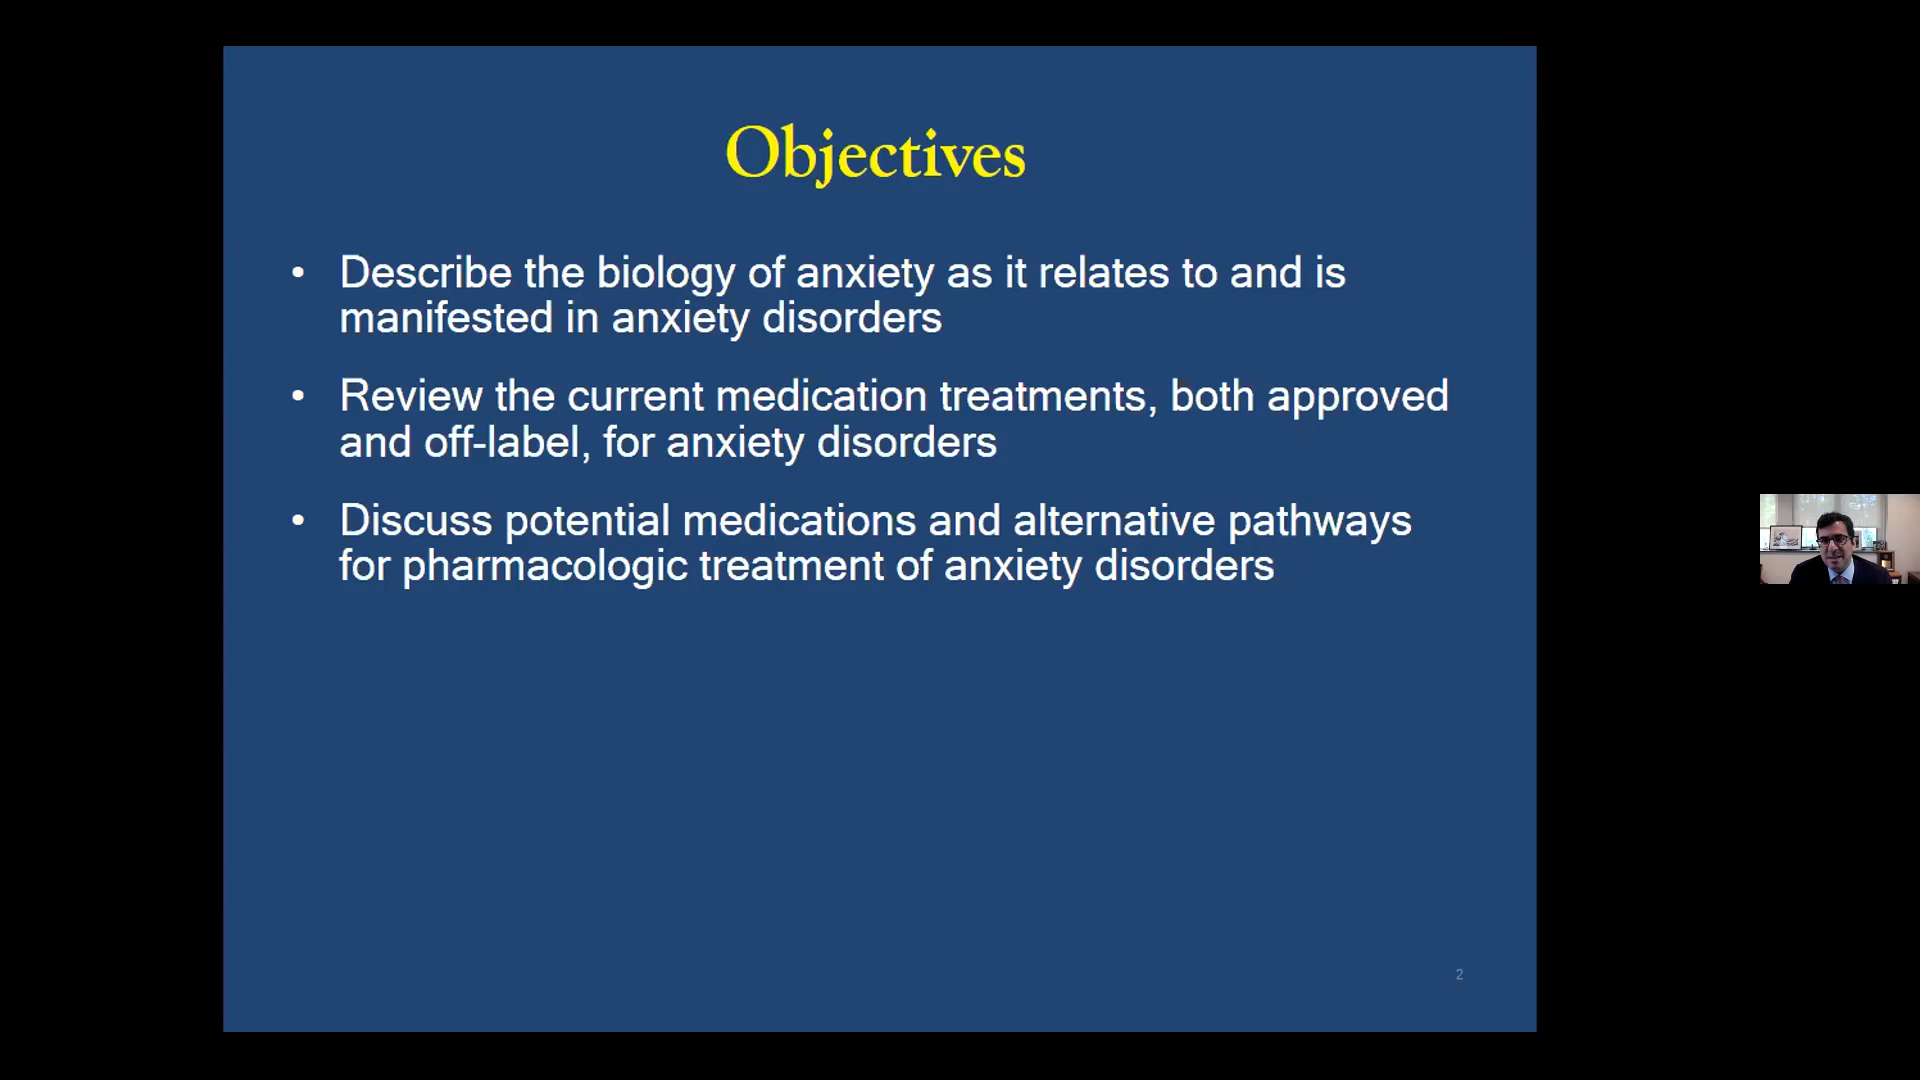 Objectives
• Describe the biology of anxiety as it relates to and is
manifested in anxiety disorders
• Review the current medication treatments, both approved
and off-label, for anxiety disorders
• Discuss potential medications and alternative pathways
for pharmacologic treatment of anxiety disorders
2